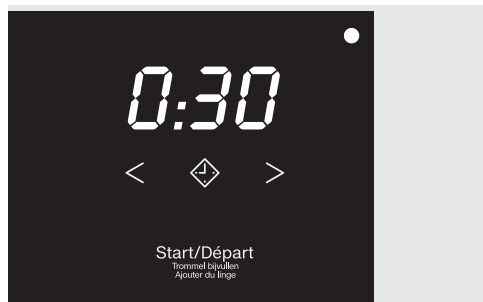 0:30
< >
Start/Départ
Trommel bijvullen
Ajouter du linge